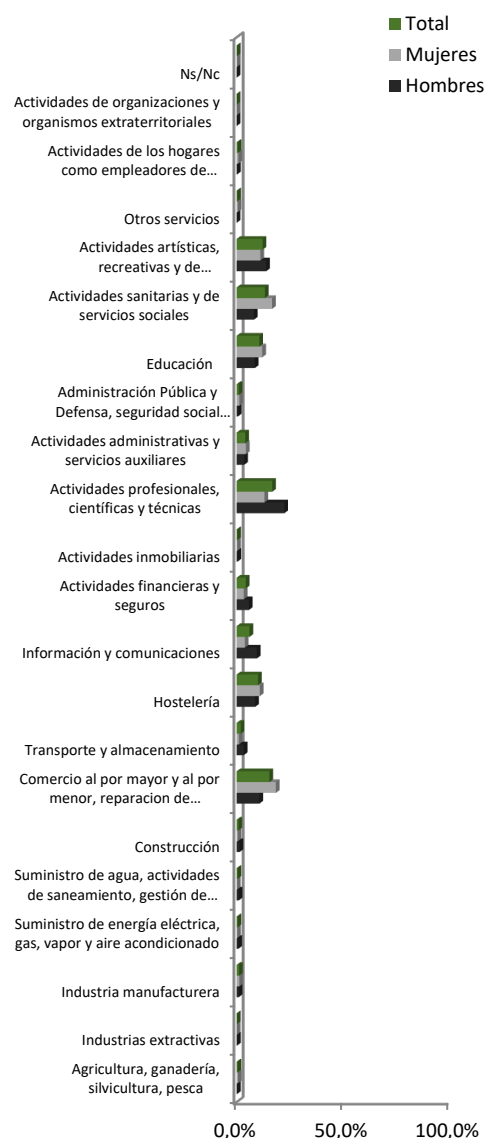 Total
Mujeres
Hombres
Ns/Nc
Actividades de organizaciones y
organismos extraterritoriales
Actividades de los hogares
como empleadores de…
Otros servicios
Actividades artísticas,
recreativas y de…
Actividades sanitarias y de
servicios sociales
Educación
Administración Pública y
Defensa, seguridad social…
Actividades administrativas y
servicios auxiliares
Actividades profesionales,
científicas y técnicas
Actividades inmobiliarias
Actividades financieras y
seguros
Información y comunicaciones
Hostelería
Transporte y almacenamiento
Comercio al por mayor y al por
menor, reparacion de…
Construcción
Suministro de agua, actividades
de saneamiento, gestión de…
Suministro de energía eléctrica,
gas, vapor y aire acondicionado
Industria manufacturera
Industrias extractivas
Agricultura, ganadería,
silvicultura, pesca
0,0% 50,0% 100,0%